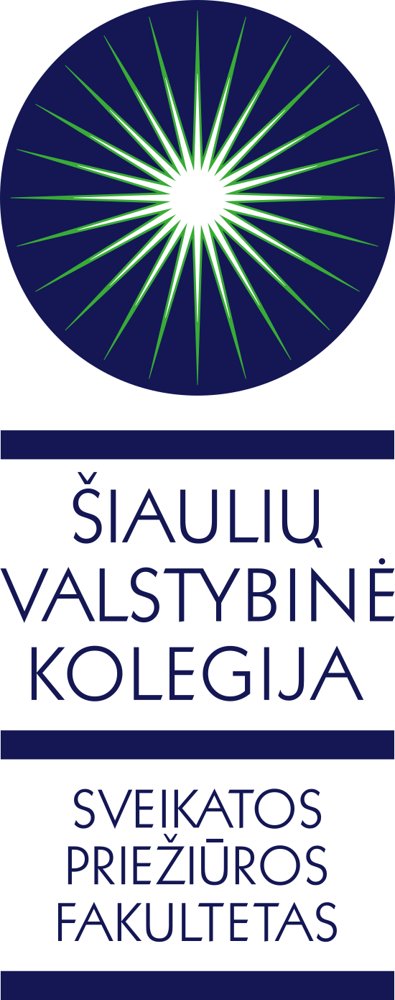 ŠIAULIŲ
VALSTYBINĖ
KOLEGIJA
SVEIKATOS
PRIEŽIŪROS
FAKULTETAS